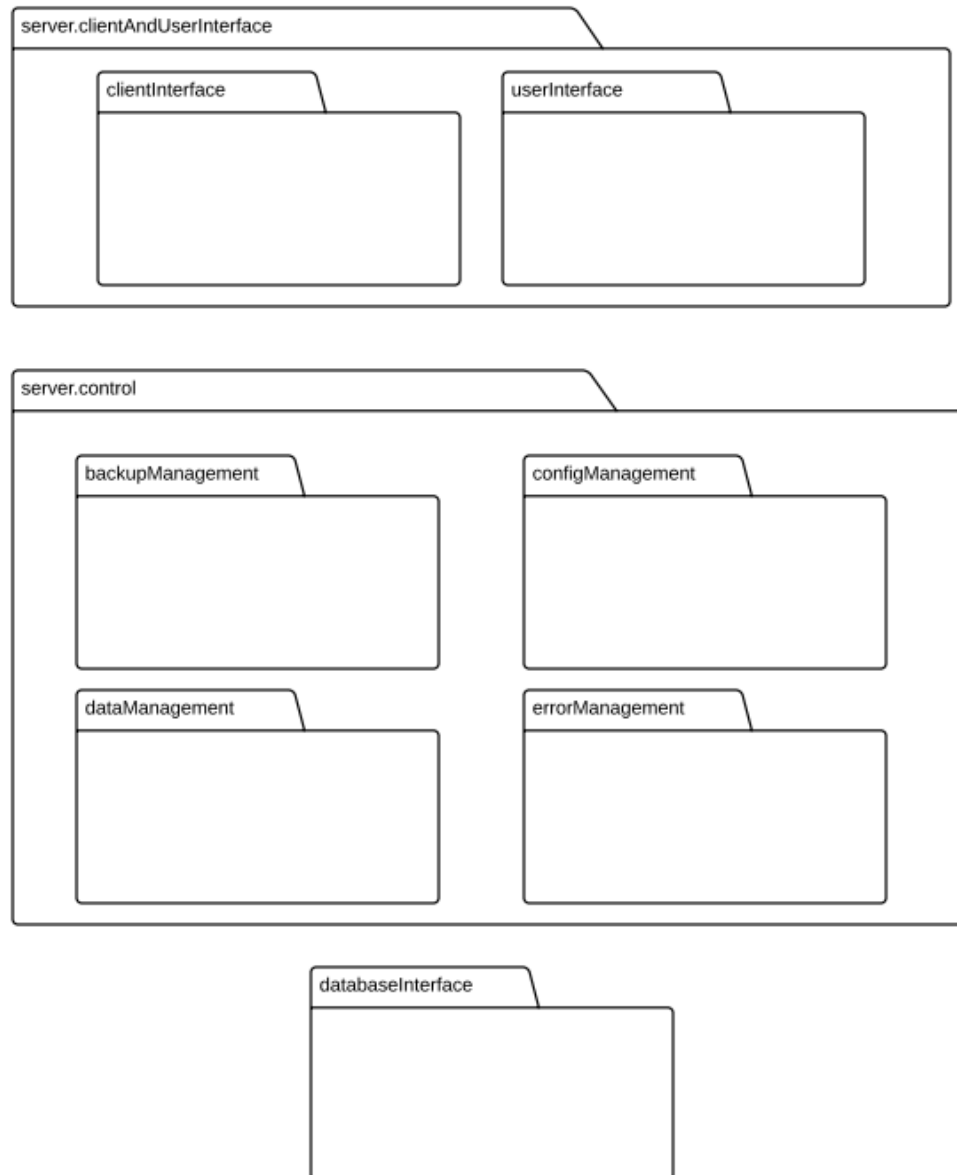 server.clientAndUserInterface
clientInterface
userInterface
server.control
backupManagement
configManagement
dataManagement
errorManagement
databaseInterface